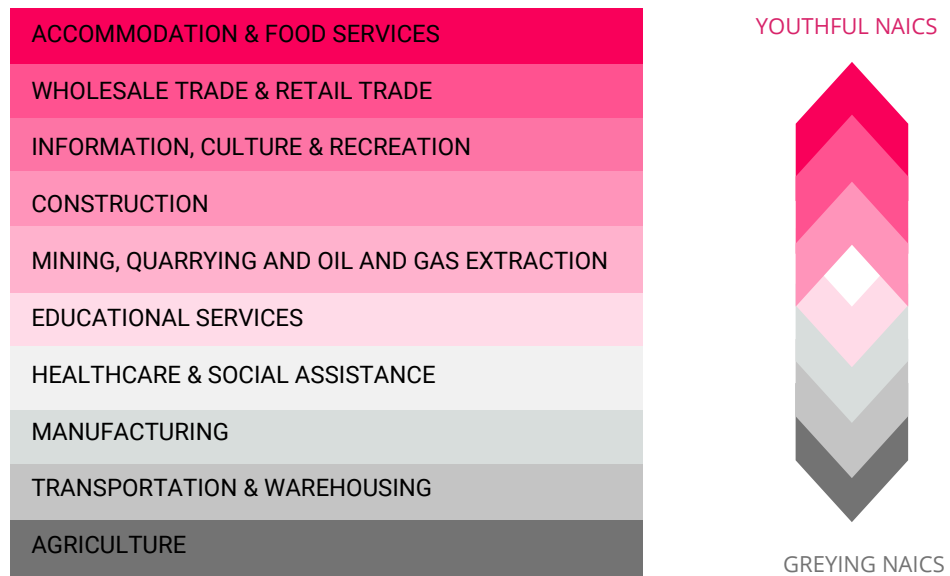 ACCOMMODATION & FOOD SERVICES
WHOLESALE TRADE & RETAIL TRADE
INFORMATION, CULTURE & RECREATION
CONSTRUCTION
MINING, QUARRYING AND OIL AND GAS EXTRACTION
EDUCATIONAL SERVICES
HEALTHCARE & SOCIAL ASSISTANCE
MANUFACTURING
TRANSPORTATION & WAREHOUSING
AGRICULTURE
YOUTHFUL NAICS
GREYING NAICS